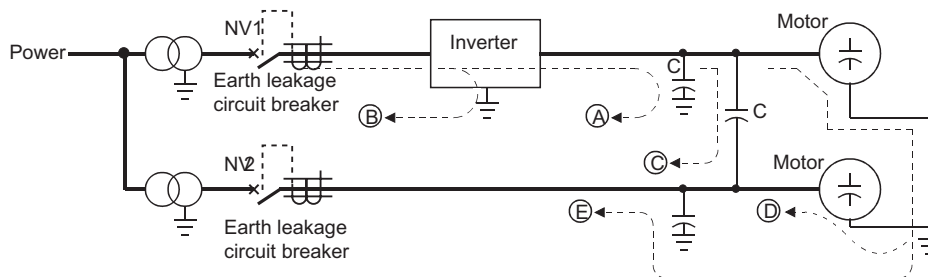 Power
NV1
Earth leakage
circuit breaker
Inverter
Motor
C
C
B
A
C
NV2
Earth leakage
circuit breaker
Motor
E
D